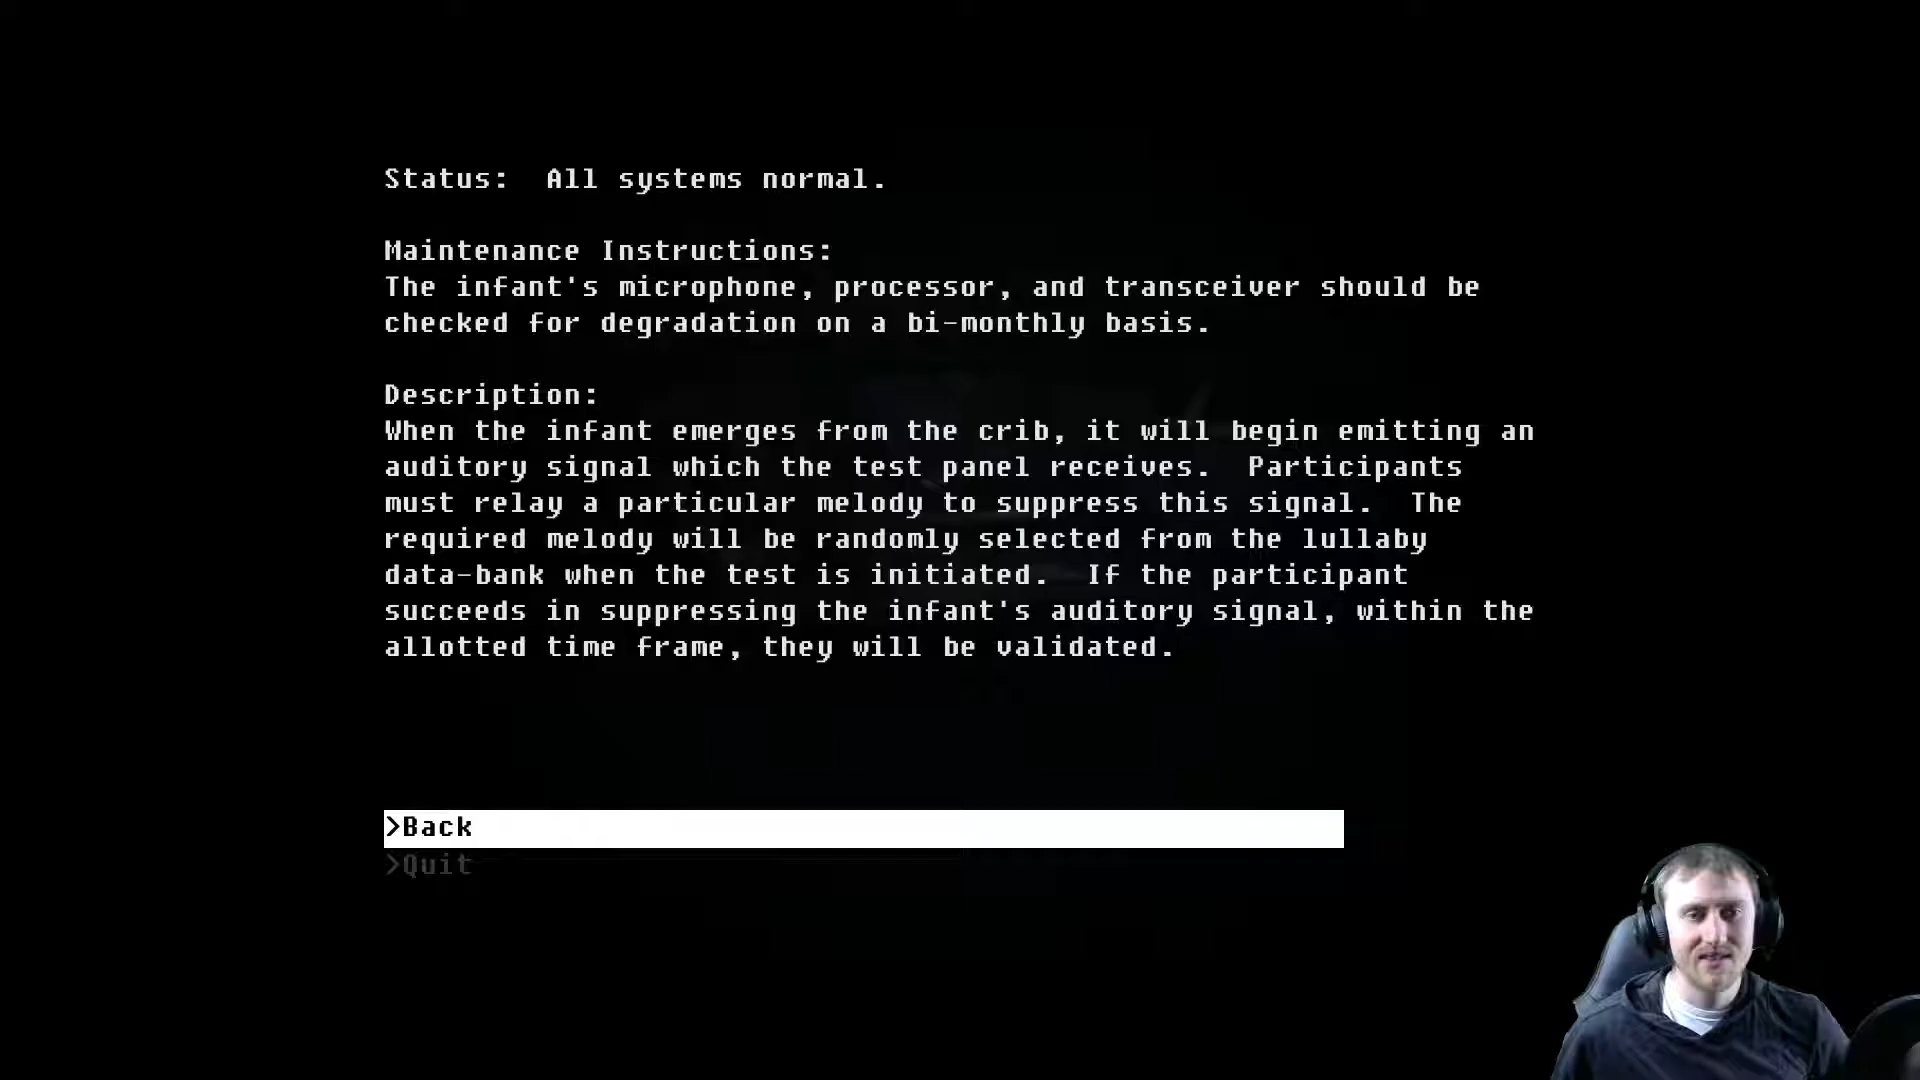 Status:  All systems normal.
Maintenance Instructions:
The infant's microphone, processor, and transceiver should be
checked for degradation on a bi-monthly basis.
Description:
When the infant emerges from the crib, it will begin emitting an
auditory signal which the test panel receives.  Participants
must relay a particular melody to suppress this signal.  The
required melody will be randomly selected from the lullaby
data-bank when the test is initiated.  If the participant
succeeds in suppressing the infant's auditory signal, within the
allotted time frame, they will be validated.
>Back
>Quit